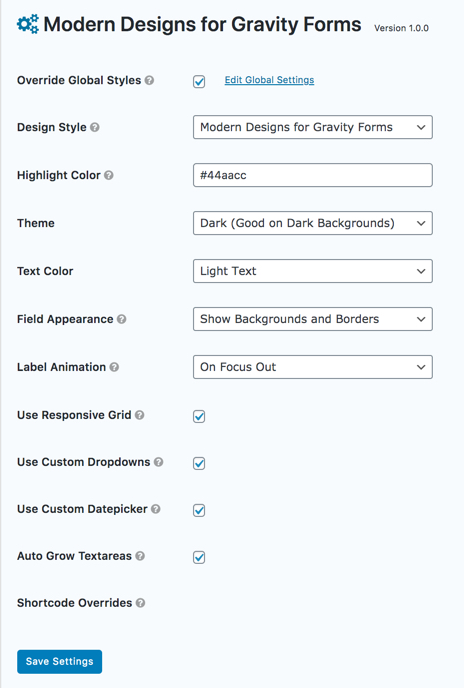 Modern Designs for Gravity Forms Version 1.0.0
Override Global Styles ? Edit Global Settings
Design Style ? Modern Designs for Gravity Forms
Highlight Color ? #44aacc
Theme Dark (Good on Dark Backgrounds)
Text Color Light Text
Field Appearance ? Show Backgrounds and Borders
Label Animation ? On Focus Out
Use Responsive Grid ?
Use Custom Dropdowns ?
Use Custom Datepicker ?
Auto Grow Textareas ?
Shortcode Overrides ?
Save Settings